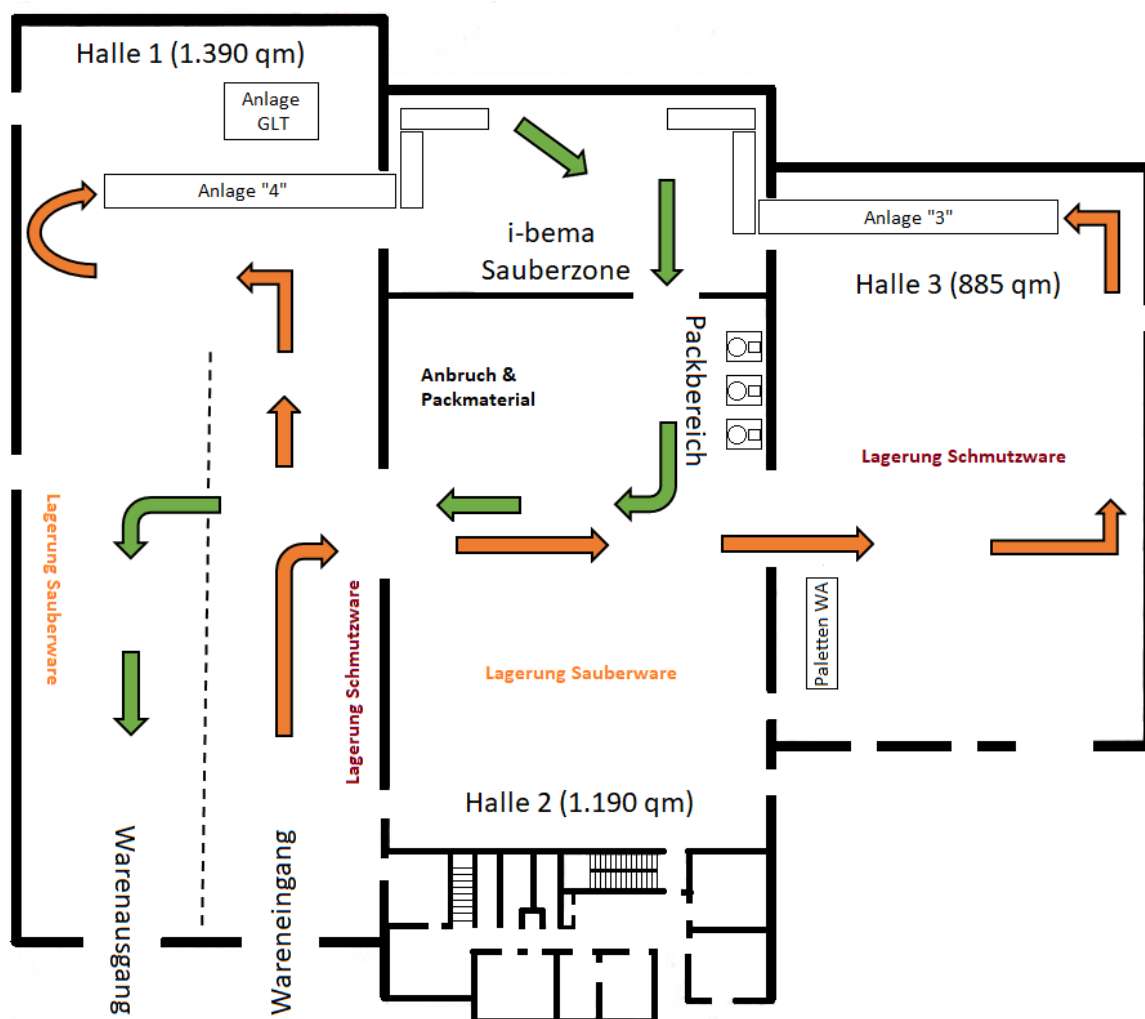 Halle 1 (1.390 qm)
Anlage
GLT
Anlage "4"
i-bema
Sauberzone
Anlage "3"
Halle 3 (885 qm)
Packbereich
Anbruch &
Packmaterial
Lagerung Schmutzware
Lagerung Sauberware
Lagerung Schmutzware
Lagerung Sauberware
Paletten WA
Halle 2 (1.190 qm)
Warenausgang
Wareneingang